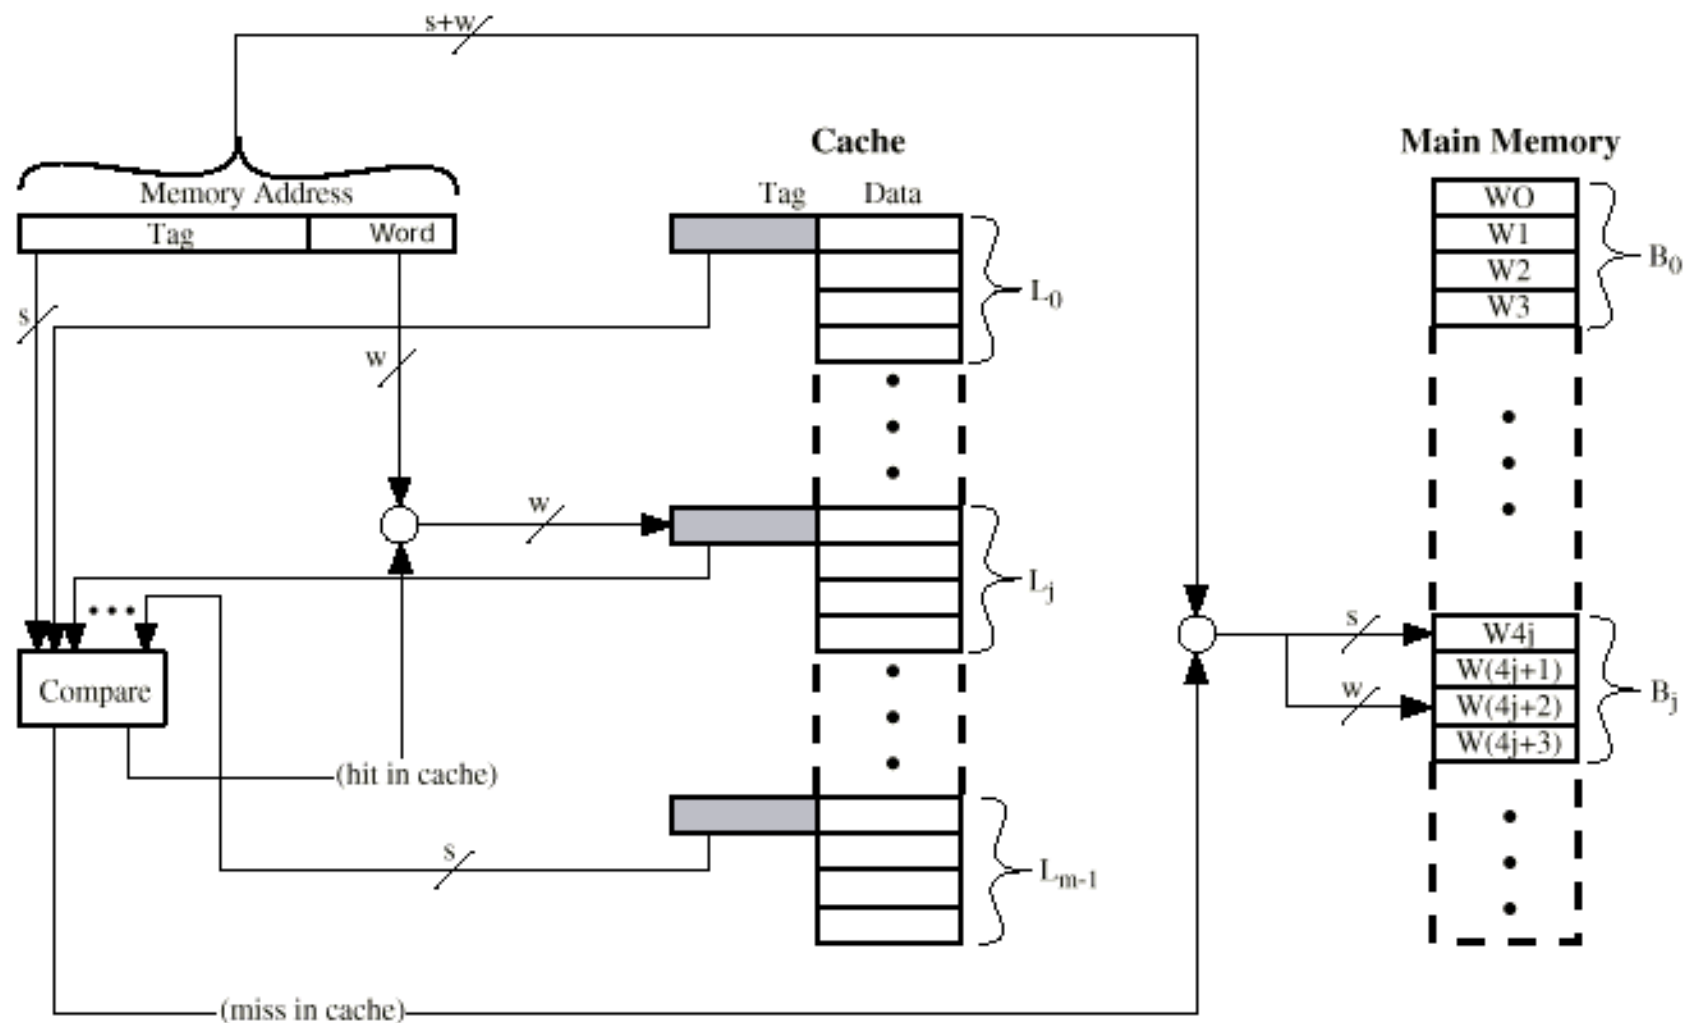 s+w
Cache
Main Memory
Memory Address
Tag Data
Tag Word
WO
W1
W2
W3
B0
L0
s
w
w
Lj
s
W4j
W(4j+1)
w
W(4j+2)
W(4j+3)
Bj
Compare
(hit in cache)
s
Lm-1
(miss in cache)